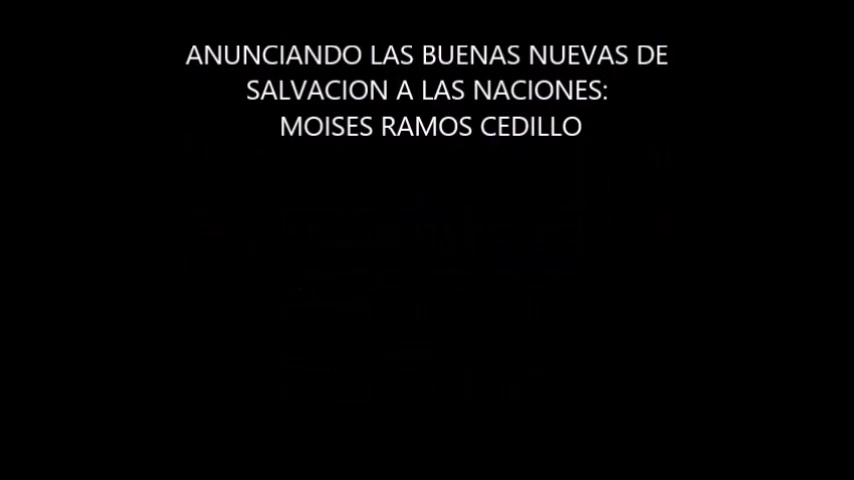 ANUNCIANDO LAS BUENAS NUEVAS DE
SALVACION A LAS NACIONES:
MOISES RAMOS CEDILLO